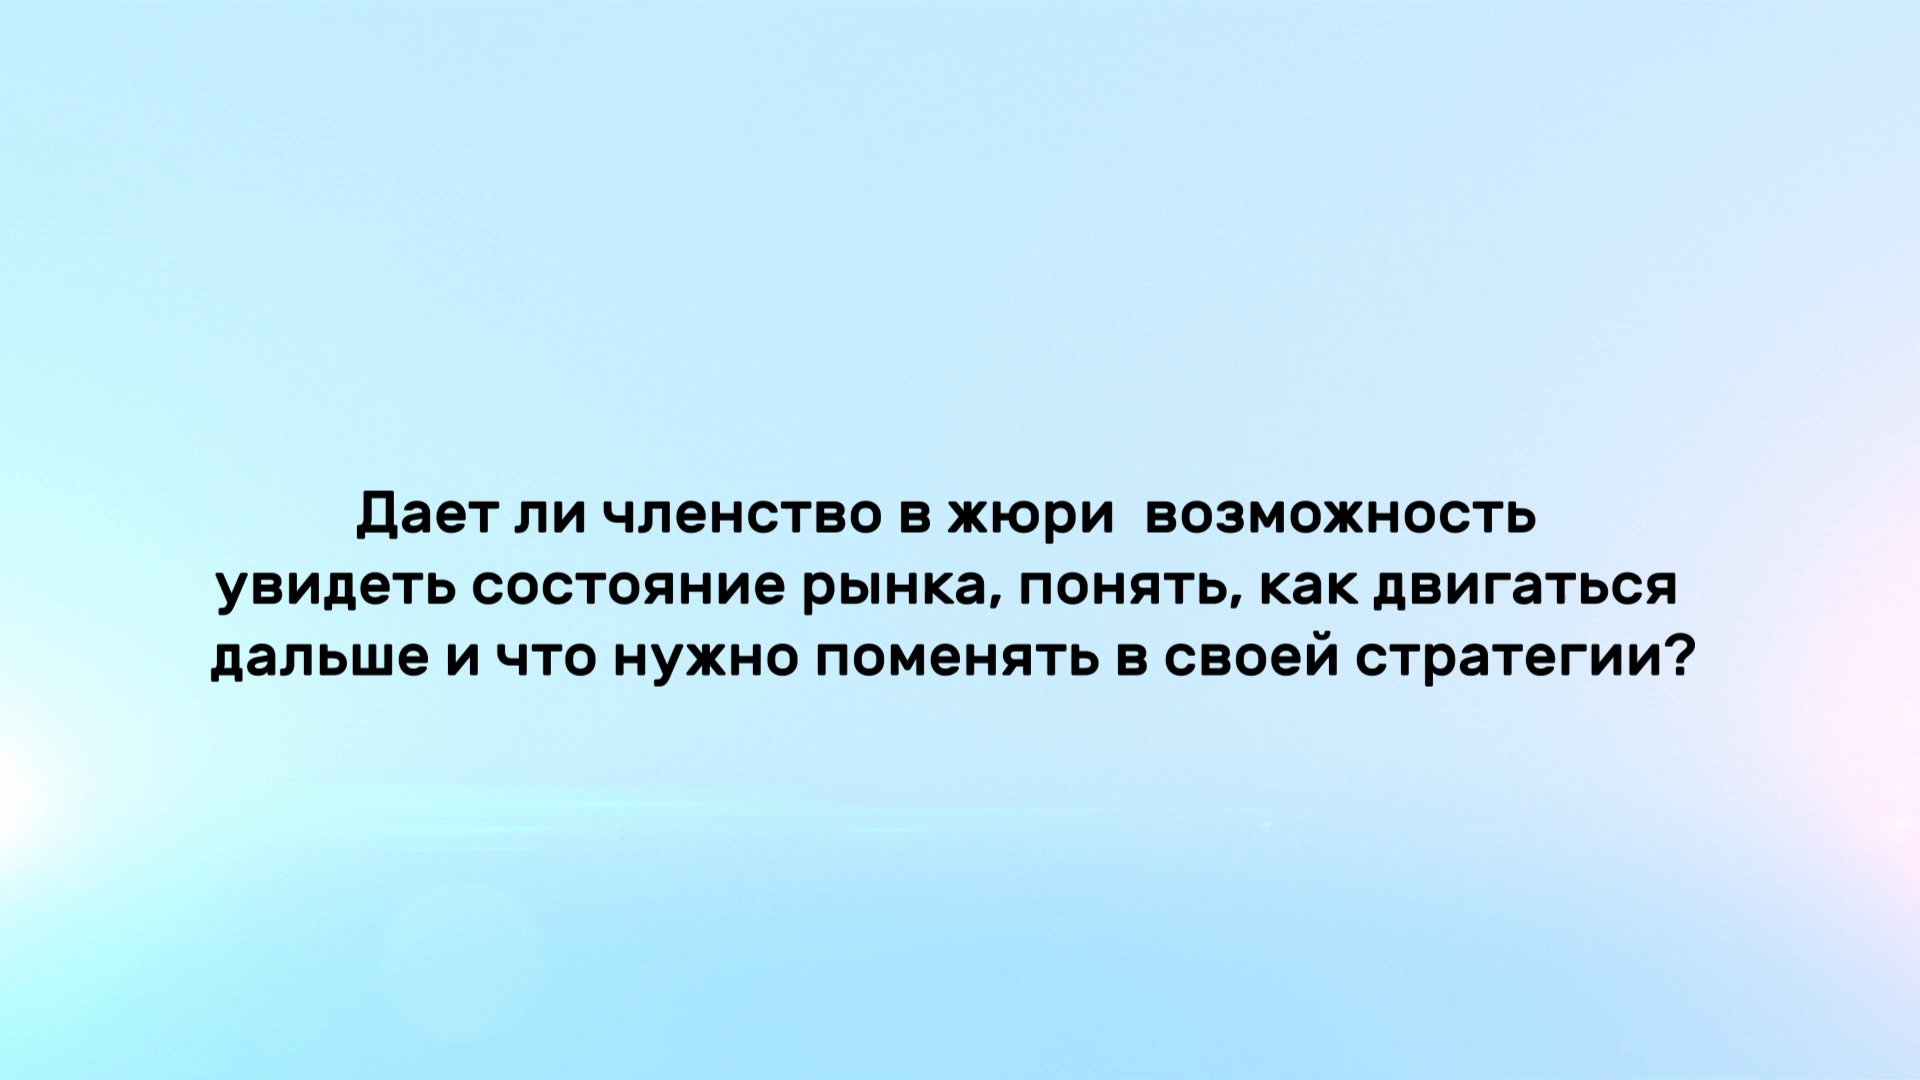 Дает ли членство в жюри  возможность
увидеть состояние рынка, понять, как двигаться
дальше и что нужно поменять в своей стратегии?